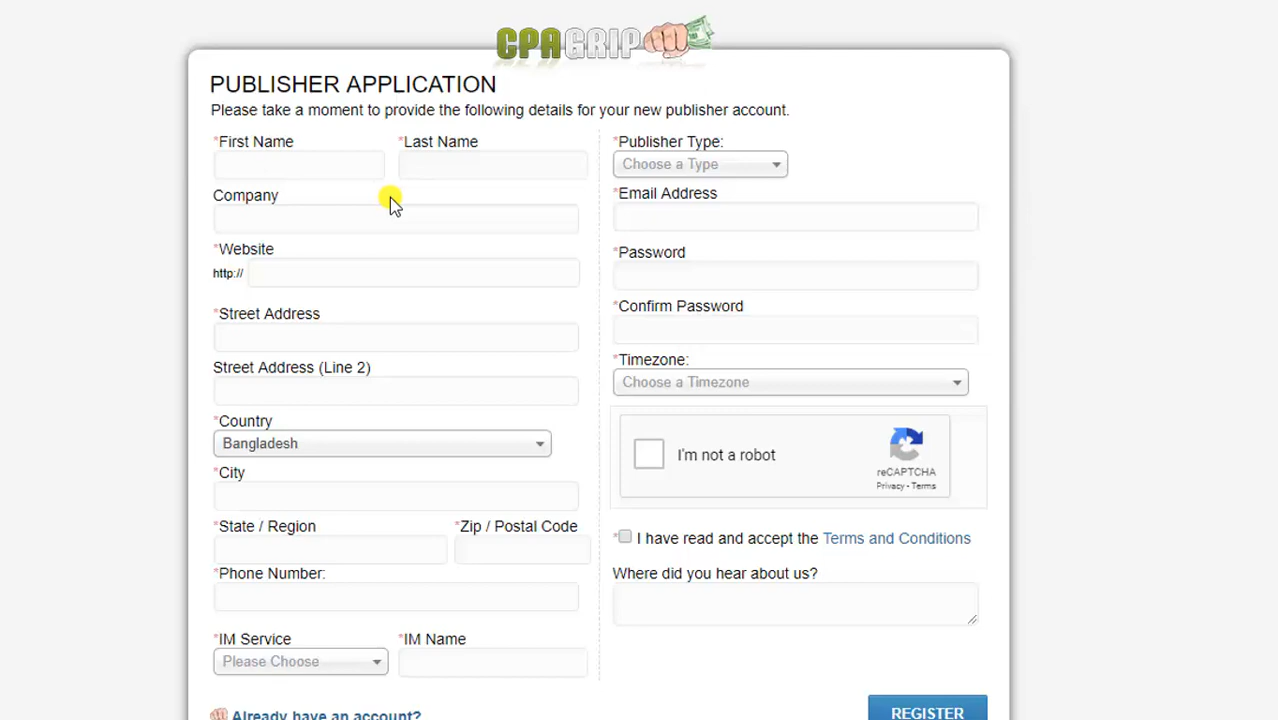 CPAGRIP
PUBLISHER APPLICATION
Please take a moment to provide the following details for your new publisher account.
*First Name
*Last Name
Company
*Website
http://
*Street Address
Street Address (Line 2)
*Country
Bangladesh
*City
*State / Region
*Zip / Postal Code
*Phone Number:
*IM Service
*IM Name
Please Choose
Already have an account?
*Publisher Type:
Choose a Type
*Email Address
*Password
*Confirm Password
*Timezone:
Choose a Timezone
I'm not a robot
reCAPTCHA
Privacy - Terms
*I have read and accept the Terms and Conditions
Where did you hear about us?
REGISTER